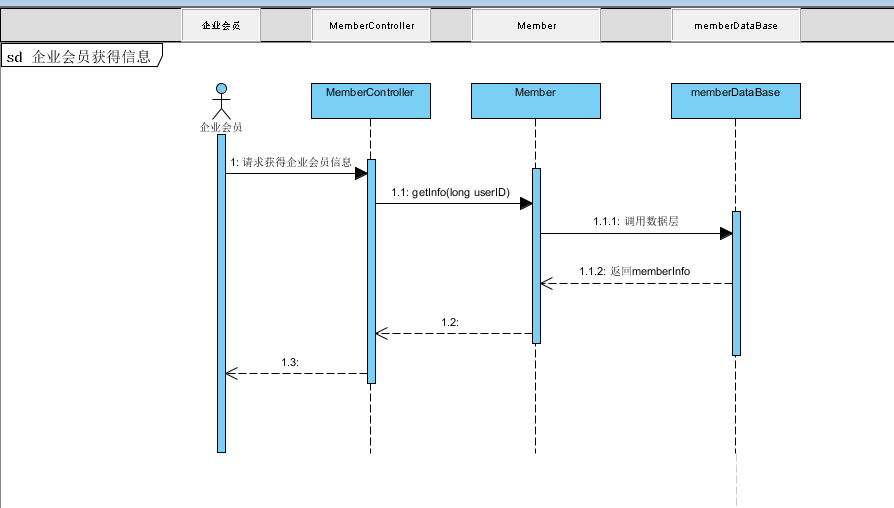 企业会员 MemberController Member memberDataBase
sd 企业会员获得信息
MemberController Member memberDataBase
企业会员
1: 请求获得企业会员信息
1.1: getInfo(long userID)
1.1.1: 调用数据层
1.1.2: 返回memberInfo
1.2:
1.3: